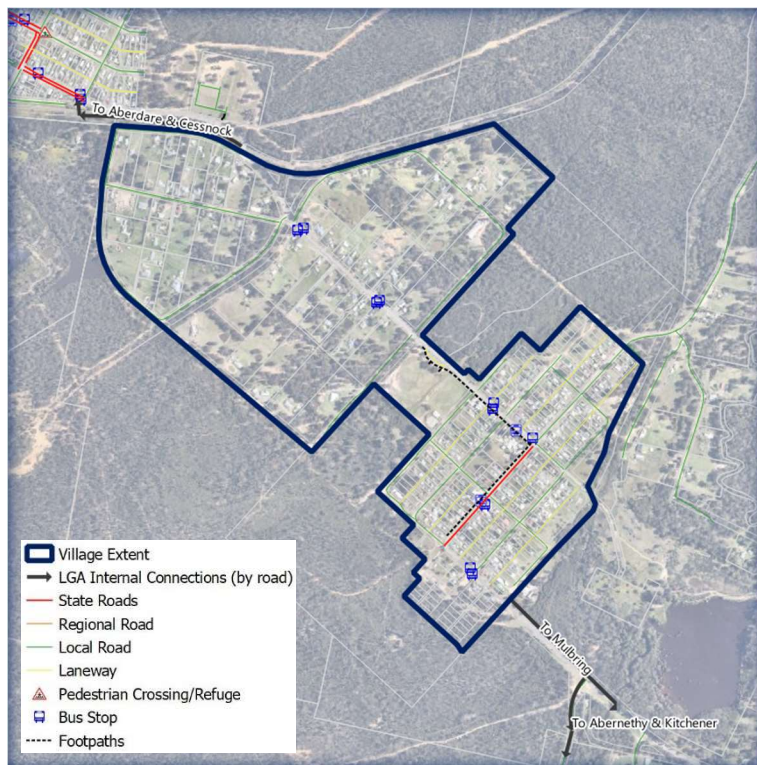 To Aberdare & Cessnock
Village Extent
LGA Internal Connections (by road)
State Roads
Regional Road
Local Road
Laneway
Pedestrian Crossing/Refuge
Bus Stop
Footpaths
To Mulbring
To Abernethy & Kitchener